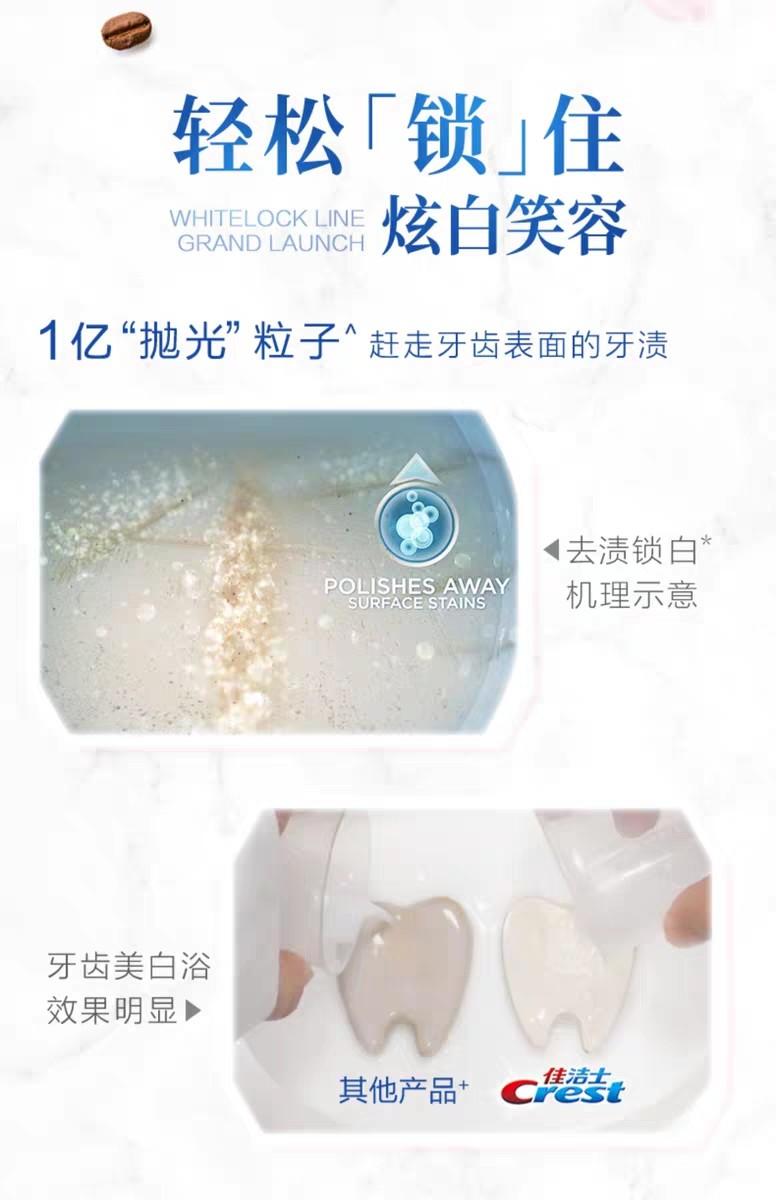 轻松「锁」住
WHITELOCK LINE
GRAND LAUNCH
炫白笑容
1亿“抛光”粒子^ 赶走牙齿表面的牙渍
POLISHES AWAY
SURFACE STAINS
去渍锁白*
机理示意
牙齿美白浴
效果明显
其他产品+
佳洁士
Crest